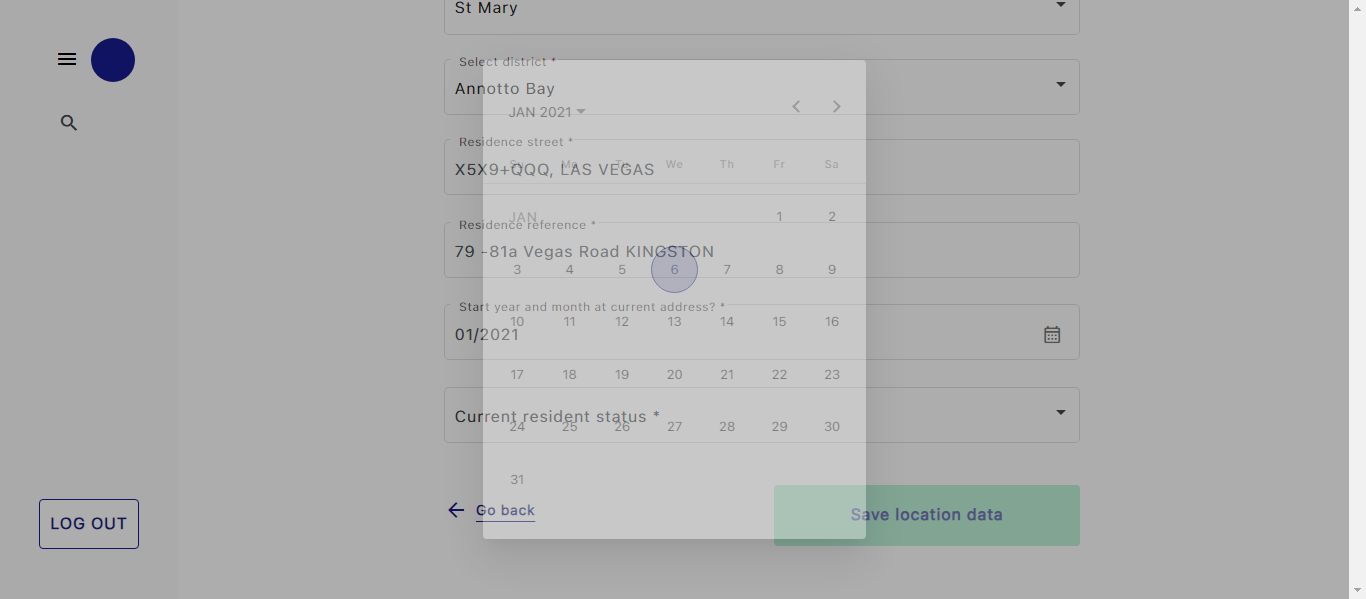 St Mary
Select district *
Annotto Bay
JAN 2021
Residence street *
Su Mo Tu We Th Fr Sa
X5X9+QQQ, LAS VEGAS
JAN 1 2
Residence reference *
79 -81a Vegas Road KINGSTON
3 4 5 6 7 8 9
Start year and month at current address? *
10 11 12 13 14 15 16
01/2021
17 18 19 20 21 22 23
Current resident status *
24 25 26 27 28 29 30
31
Go back
Save location data
LOG OUT